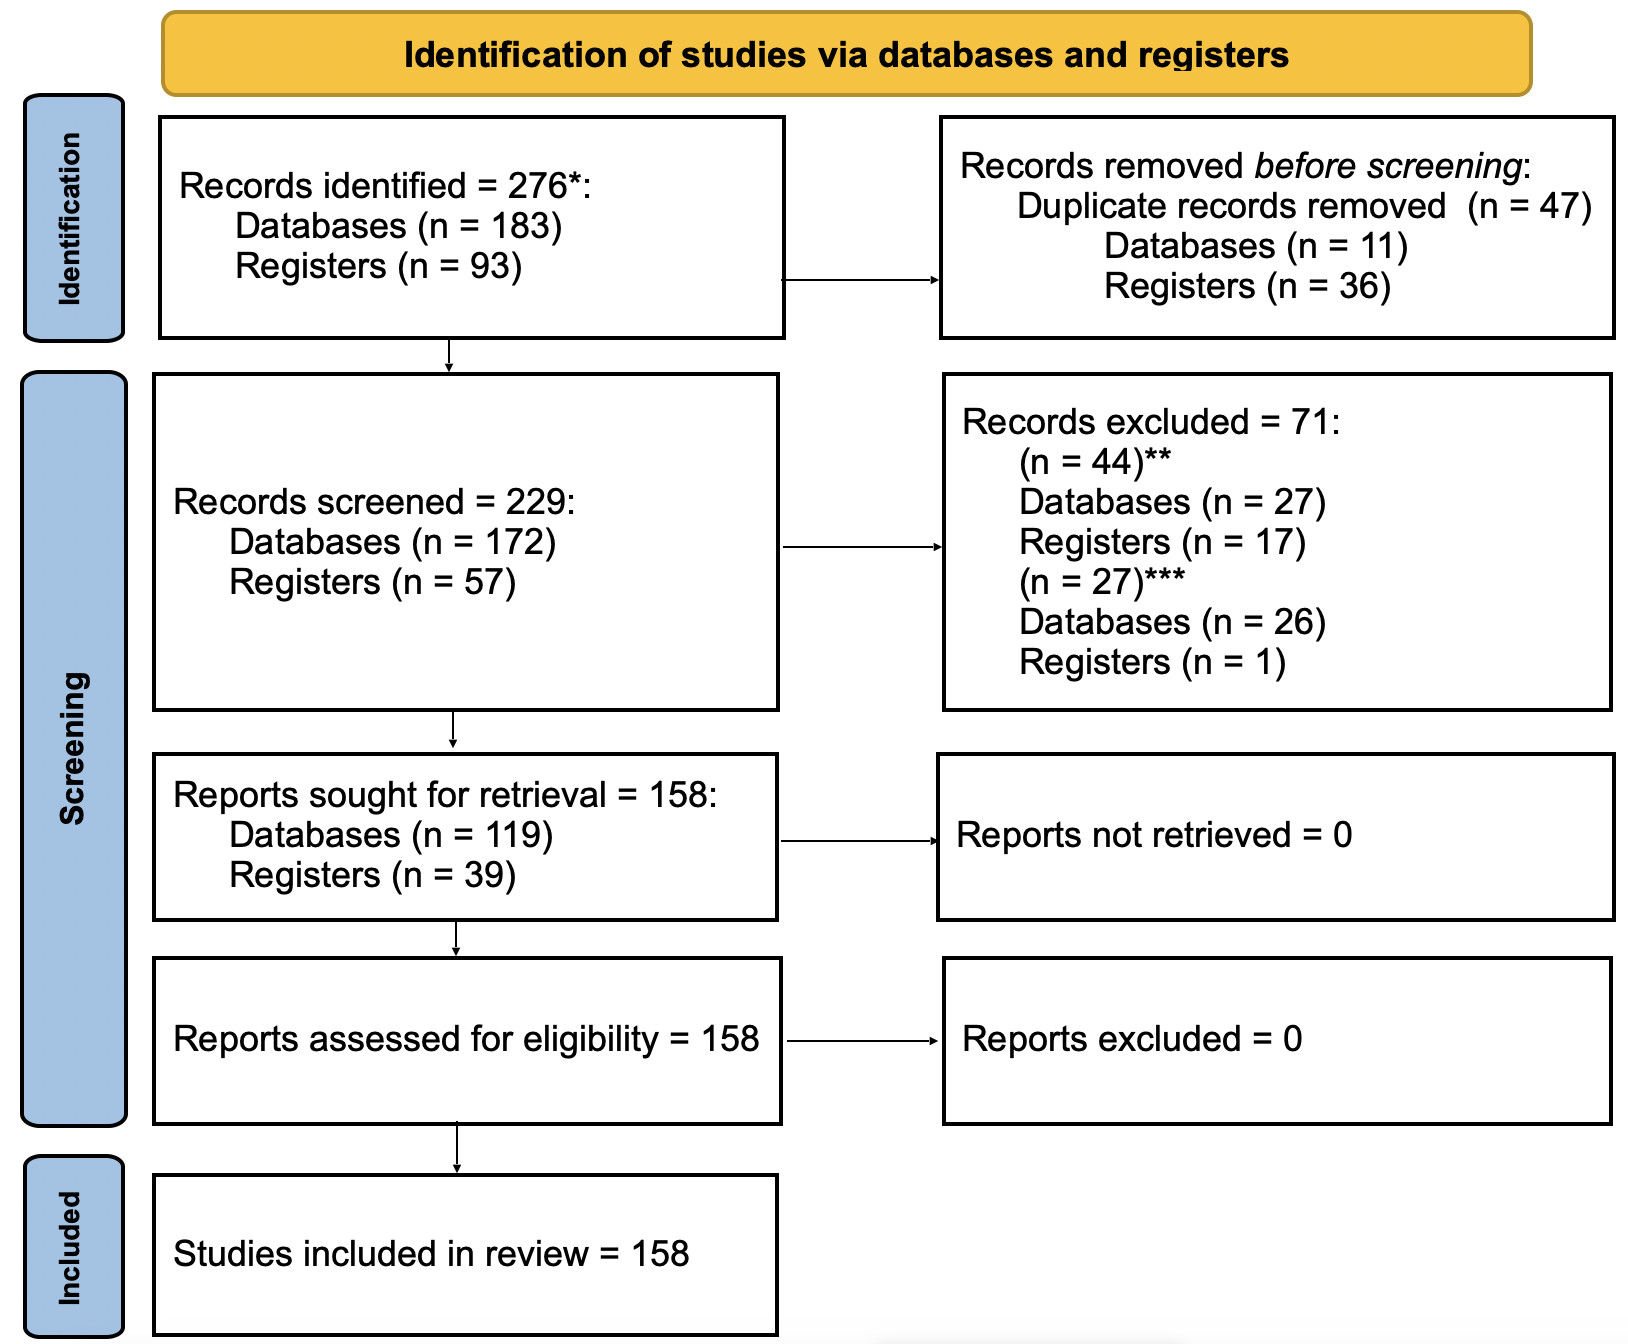 Identification of studies via databases and registers
Identification
Records identified = 276*:
Databases (n = 183)
Registers (n = 93)
Records removed before screening:
Duplicate records removed  (n = 47)
Databases (n = 11)
Registers (n = 36)
Screening
Records screened = 229:
Databases (n = 172)
Registers (n = 57)
Records excluded = 71:
(n = 44)**
Databases (n = 27)
Registers (n = 17)
(n = 27)***
Databases (n = 26)
Registers (n = 1)
Reports sought for retrieval = 158:
Databases (n = 119)
Registers (n = 39)
Reports not retrieved = 0
Reports assessed for eligibility = 158
Reports excluded = 0
Included
Studies included in review = 158